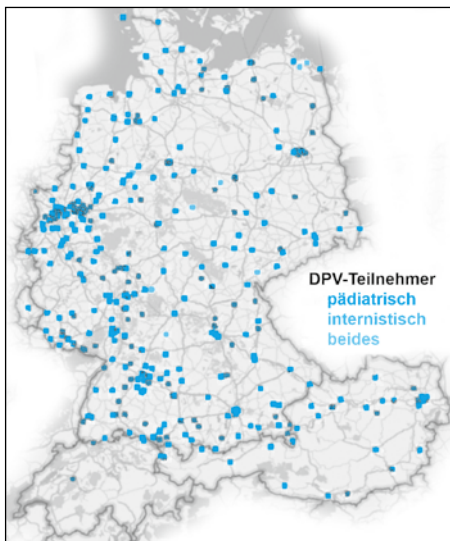 DPV-Teilnehmer
pädiatrisch
internistisch
beides